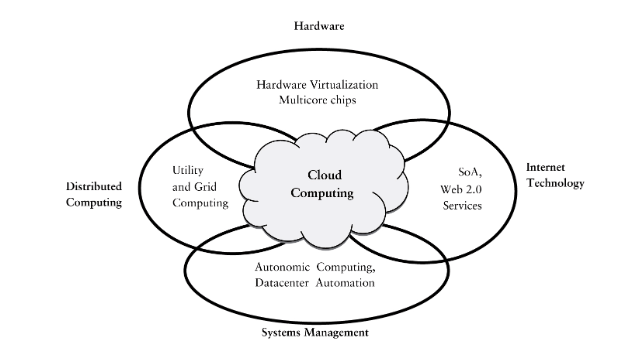 Hardware
Hardware Virtualization
Multicore chips
Distributed
Computing
Utility
and Grid
Computing
Cloud
Computing
SoA,
Web 2.0
Services
Internet
Technology
Autonomic Computing,
Datacenter Automation
Systems Management